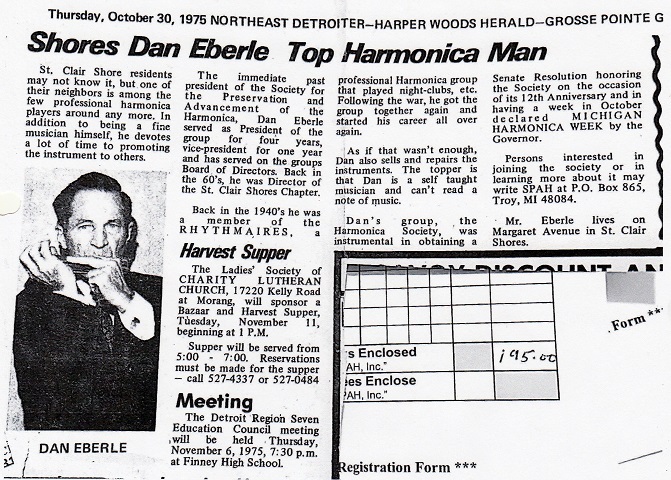 Thursday, October 30, 1975 NORTHEAST DETROITER—HARPER WOODS HERALD—GROSSE POINTE G
Shores Dan Eberle Top Harmonica Man
St. Clair Shore residents
may not know it, but one of
their neighbors is among the
few professional harmonica
players around any more. In
addition to being a fine
musician himself, he devotes
a lot of time to promoting
the instrument to others.
DAN EBERLE
The immediate past
president of the Society for
the Preservation and
Advancement of the
Harmonica, Dan Eberle
served as President of the
group for four years,
vice-president for one year
and has served on the groups
Board of Directors. Back in
the 60's, he was Director of
the St. Clair Shores Chapter.
Back in the 1940's he was
a member of the
RHYTHMAIRES, a
Harvest Supper
The Ladies' Society of
CHARITY LUTHERAN
CHURCH, 17220 Kelly Road
at Morang, will sponsor a
Bazaar and Harvest Supper,
Tuesday, November 11,
beginning at 1 P.M.
Supper will be served from
5:00 - 7:00. Reservations
must be made for the supper
— call 527-4337 or 527-0484
Meeting
The Detroit Region Seven
Education Council meeting
will be held Thursday,
November 6, 1975, 7:30 p.m.
at Finney High School.
professional Harmonica group
that played night-clubs, etc.
Following the war, he got the
group together again and
started his career all over
again.
As if that wasn't enough,
Dan also sells and repairs the
instruments. The topper is
that Dan is a self taught
musician and can't read a
note of music.
Dan's group, the
Harmonica Society, was
instrumental in obtaining a
Senate Resolution honoring
the Society on the occasion
of its 12th Anniversary and in
having a week in October
declared MICHIGAN
HARMONICA WEEK by the
Governor.
Persons interested in
joining the society or in
learning more about it may
write SPAH at P.O. Box 865,
Troy, MI 48084.
Mr. Eberle lives on
Margaret Avenue in St. Clair
Shores.
DISCOUNT AN
Form **
s Enclosed
195.00
PAH, Inc."
ees Enclose
PAH, Inc."
Registration Form ***